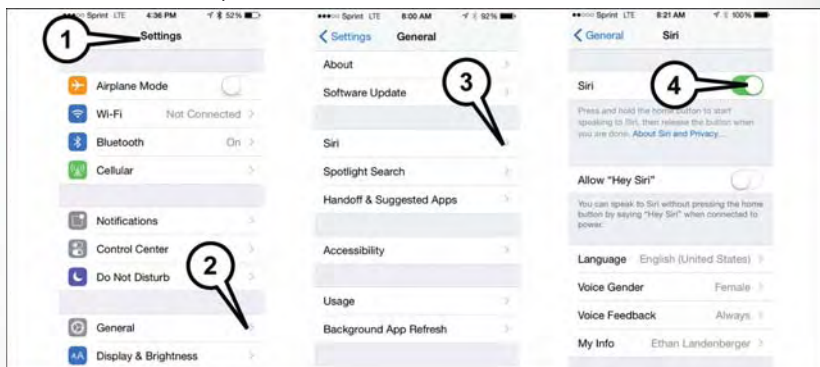 Sprint LTE 4:36 PM 52%
1
Settings
Airplane Mode
Wi-Fi Not Connected
Bluetooth On
Cellular
Notifications
Control Center
2
Do Not Disturb
General
AA Display & Brightness
Sprint LTE 8:00 AM 92%
Settings General
About
3
Software Update
Siri
Spotlight Search
Handoff & Suggested Apps
Accessibility
Usage
Background App Refresh
Sprint LTE 8:21 AM 100%
General Siri
Siri
4
Press and hold the home button to start
speaking to Siri, then release the button when
you are done. About Siri and Privacy...
Allow "Hey Siri"
You can speak to Siri without pressing the home
button by saying "Hey Siri" when connected to
power.
Language English (United States)
Voice Gender Female
Voice Feedback Always
My Info Ethan Landenberger